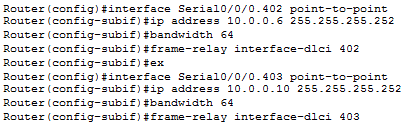 Router(config)#interface Serial0/0/0.402 point-to-point
Router(config-subif)#ip address 10.0.0.6 255.255.255.252
Router(config-subif)#bandwidth 64
Router(config-subif)#frame-relay interface-dlci 402
Router(config-subif)#ex
Router(config)#interface Serial0/0/0.403 point-to-point
Router(config-subif)#ip address 10.0.0.10 255.255.255.252
Router(config-subif)#bandwidth 64
Router(config-subif)#frame-relay interface-dlci 403